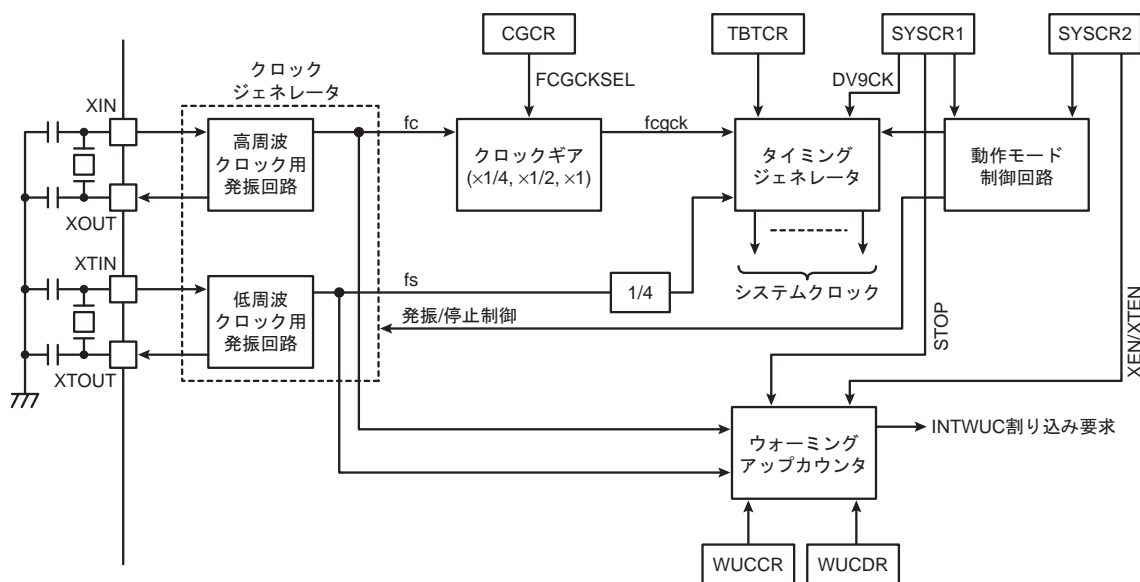 CGCR
TBTCR
SYSCR1
SYSCR2
クロック
ジェネレータ
FCGCKSEL
DV9CK
XIN
高周波
クロック用
発振回路
fc
クロックギア
(×1/4, ×1/2, ×1)
fcgck
タイミング
ジェネレータ
動作モード
制御回路
XOUT
XTIN
低周波
クロック用
発振回路
fs
1/4
システムクロック
発振/停止制御
STOP
XEN/XTEN
XTOUT
ウォーミング
アップカウンタ
INTWUC割り込み要求
WUCCR
WUCDR